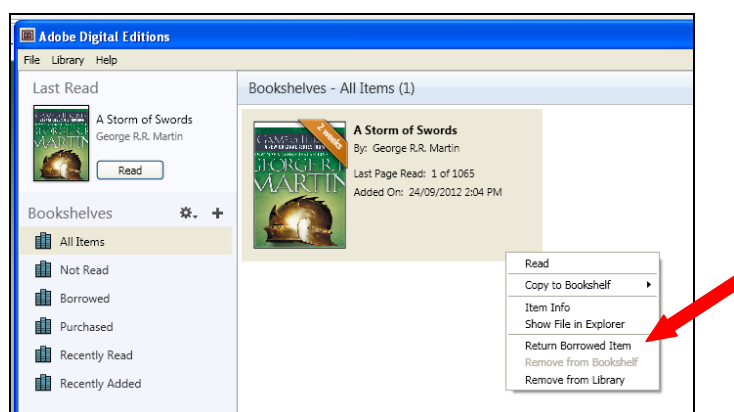 Adobe Digital Editions
File Library Help
Last Read
A Storm of Swords
George R.R. Martin
Read
Bookshelves
All Items
Not Read
Borrowed
Purchased
Recently Read
Recently Added
Bookshelves - All Items (1)
2 weeks
GAME OF THRONES
GEORGE R.R.
MARTIN
A Storm of Swords
By: George R.R. Martin
Last Page Read: 1 of 1065
Added On: 24/09/2012 2:04 PM
Read
Copy to Bookshelf
Item Info
Show File in Explorer
Return Borrowed Item
Remove from Bookshelf
Remove from Library